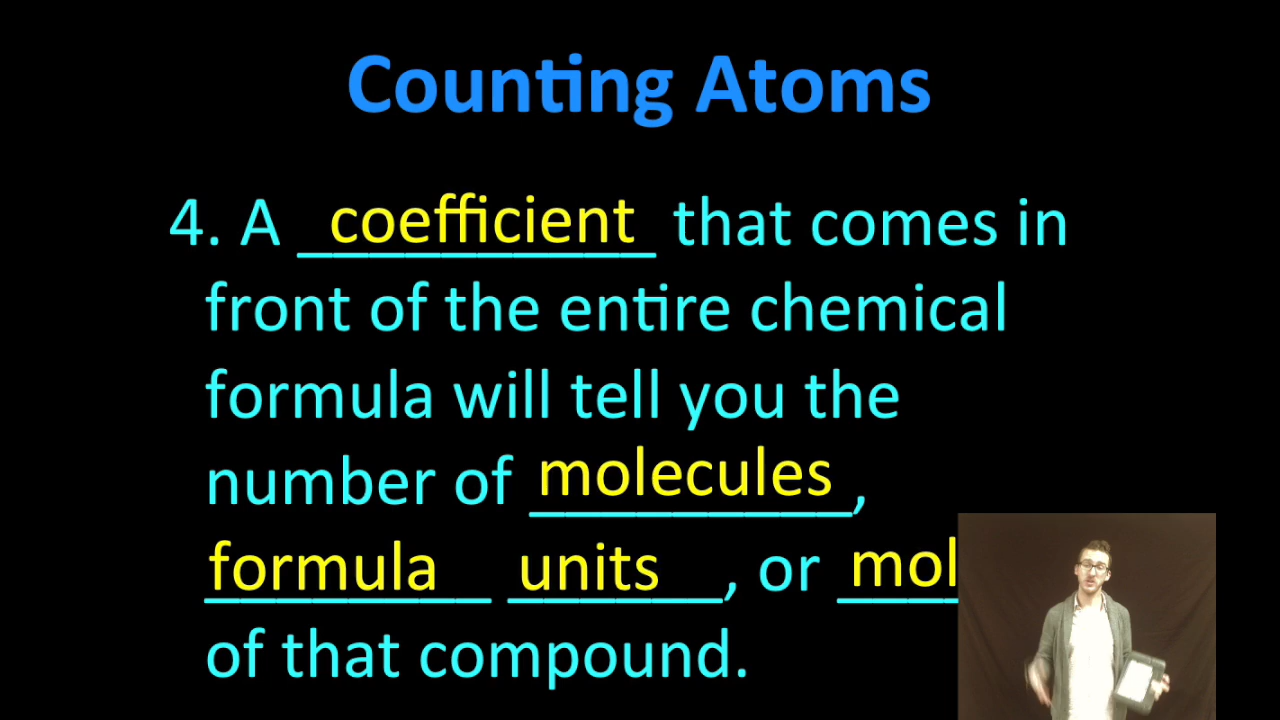 Counting Atoms
4. A coefficient that comes in
front of the entire chemical
formula will tell you the
number of molecules,
formula units, or
of that compound.